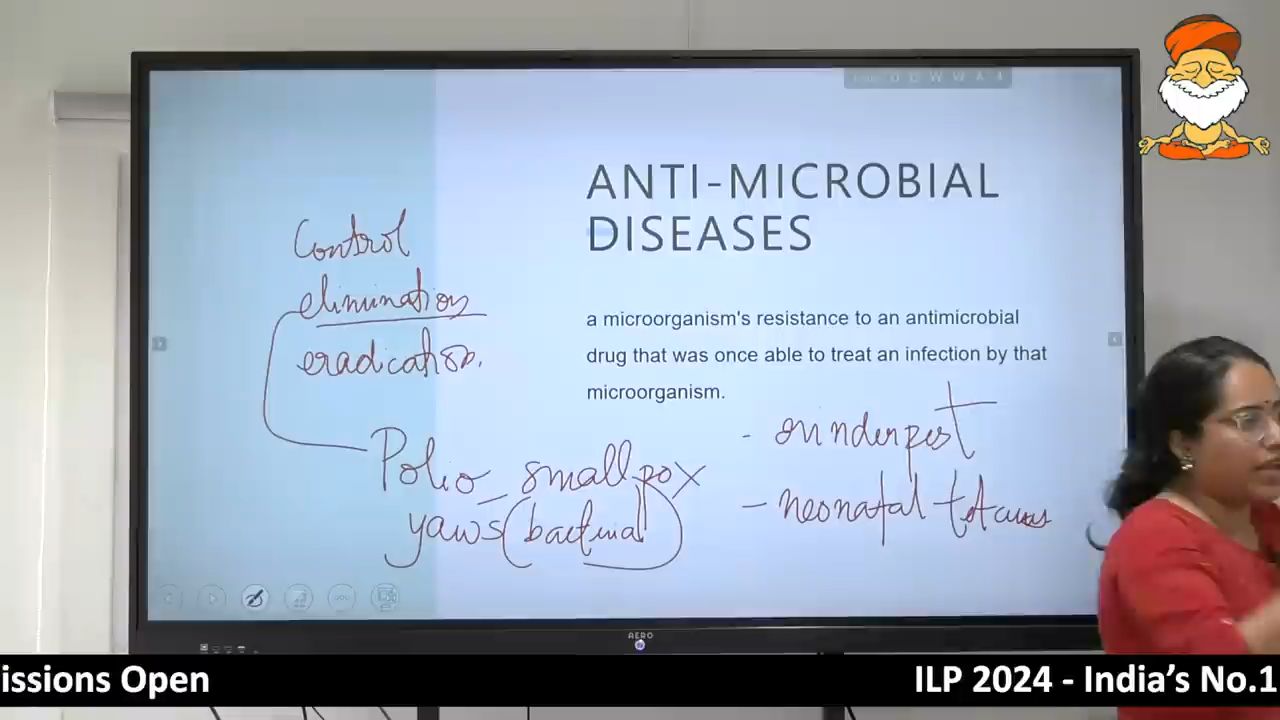 ANTI-MICROBIAL
DISEASES
Control
elimination
eradication.
a microorganism's resistance to an antimicrobial
drug that was once able to treat an infection by that
microorganism.
Polio smallpox
yaws (bacterial)
- rinderpest
- neonatal tetanus
AERO
issions Open
ILP 2024 - India's No.1